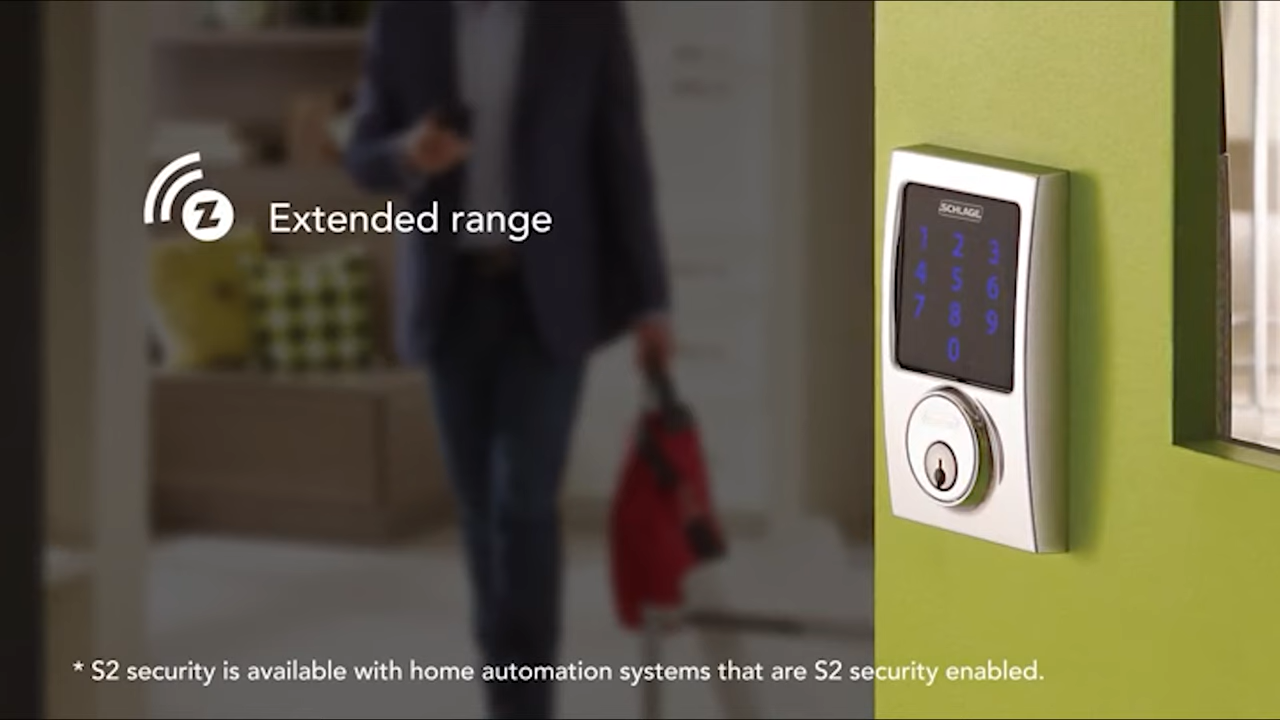 Extended range
SCHLAGE
1 2 3
4 5 6
7 8 9
0
* S2 security is available with home automation systems that are S2 security enabled.